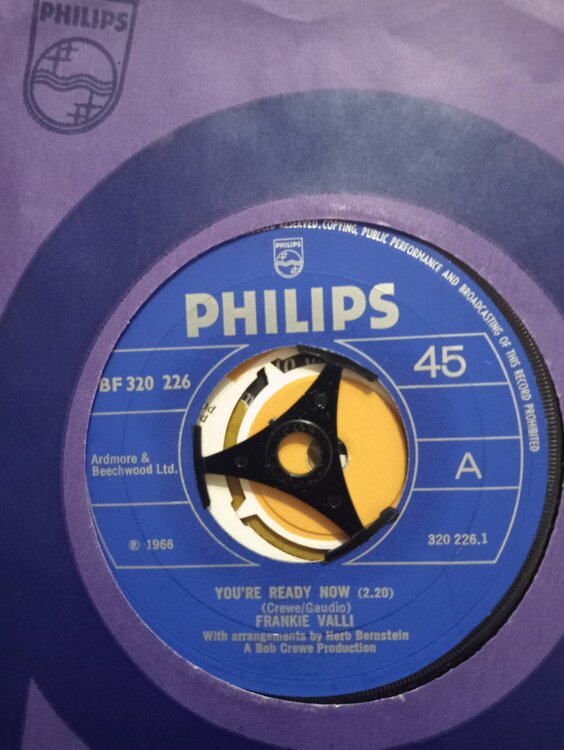 PHILIPS
RESERVED. COPYING, PUBLIC PERFORMANCE AND BROADCASTING OF THIS RECORD PROHIBITED
PHILIPS
PHILIPS
BF 320 226
45
Ardmore &
Beechwood Ltd.
A
℗ 1966
320 226.1
YOU'RE READY NOW (2.20)
(Crewe/Gaudio)
FRANKIE VALLI
With arrangements by Herb Bernstein
A Bob Crewe Production